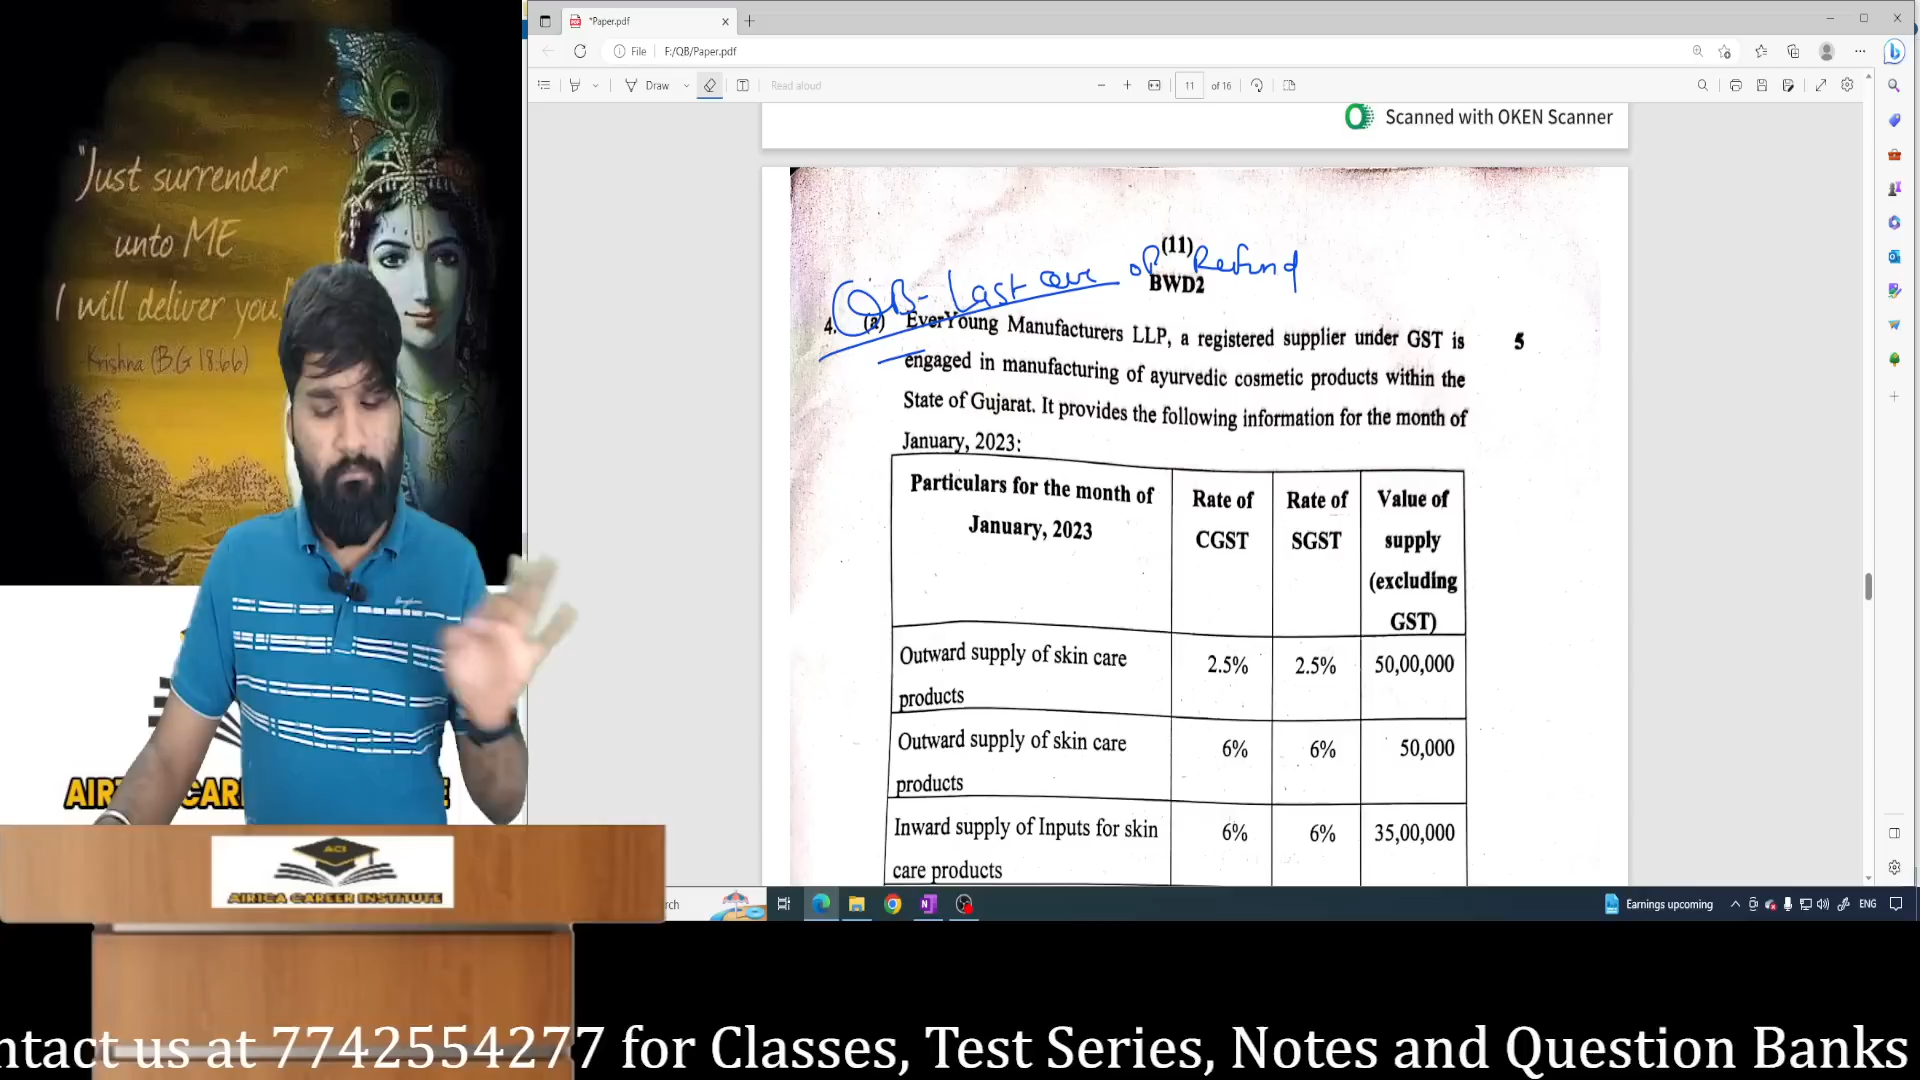 "Just surrender
unto ME
I will deliver you!
Krishna (B.G 18.66)
ACI
AIRICA CAREER INSTITUTE
*Paper.pdf
File F:/QB/Paper.pdf
Draw
Read aloud
11 of 16
Scanned with OKEN Scanner
(11)
BWD2
QB- Last one of Refund
4. (a) EverYoung Manufacturers LLP, a registered supplier under GST is 5
engaged in manufacturing of ayurvedic cosmetic products within the
State of Gujarat. It provides the following information for the month of
January, 2023:
Particulars for the month of January, 2023 Rate of CGST Rate of SGST Value of supply (excluding GST)
Outward supply of skin care products 2.5% 2.5% 50,00,000
Outward supply of skin care products 6% 6% 50,000
Inward supply of Inputs for skin care products 6% 6% 35,00,000
rch
Earnings upcoming
ENG
ntact us at 7742554277 for Classes, Test Series, Notes and Question Banks